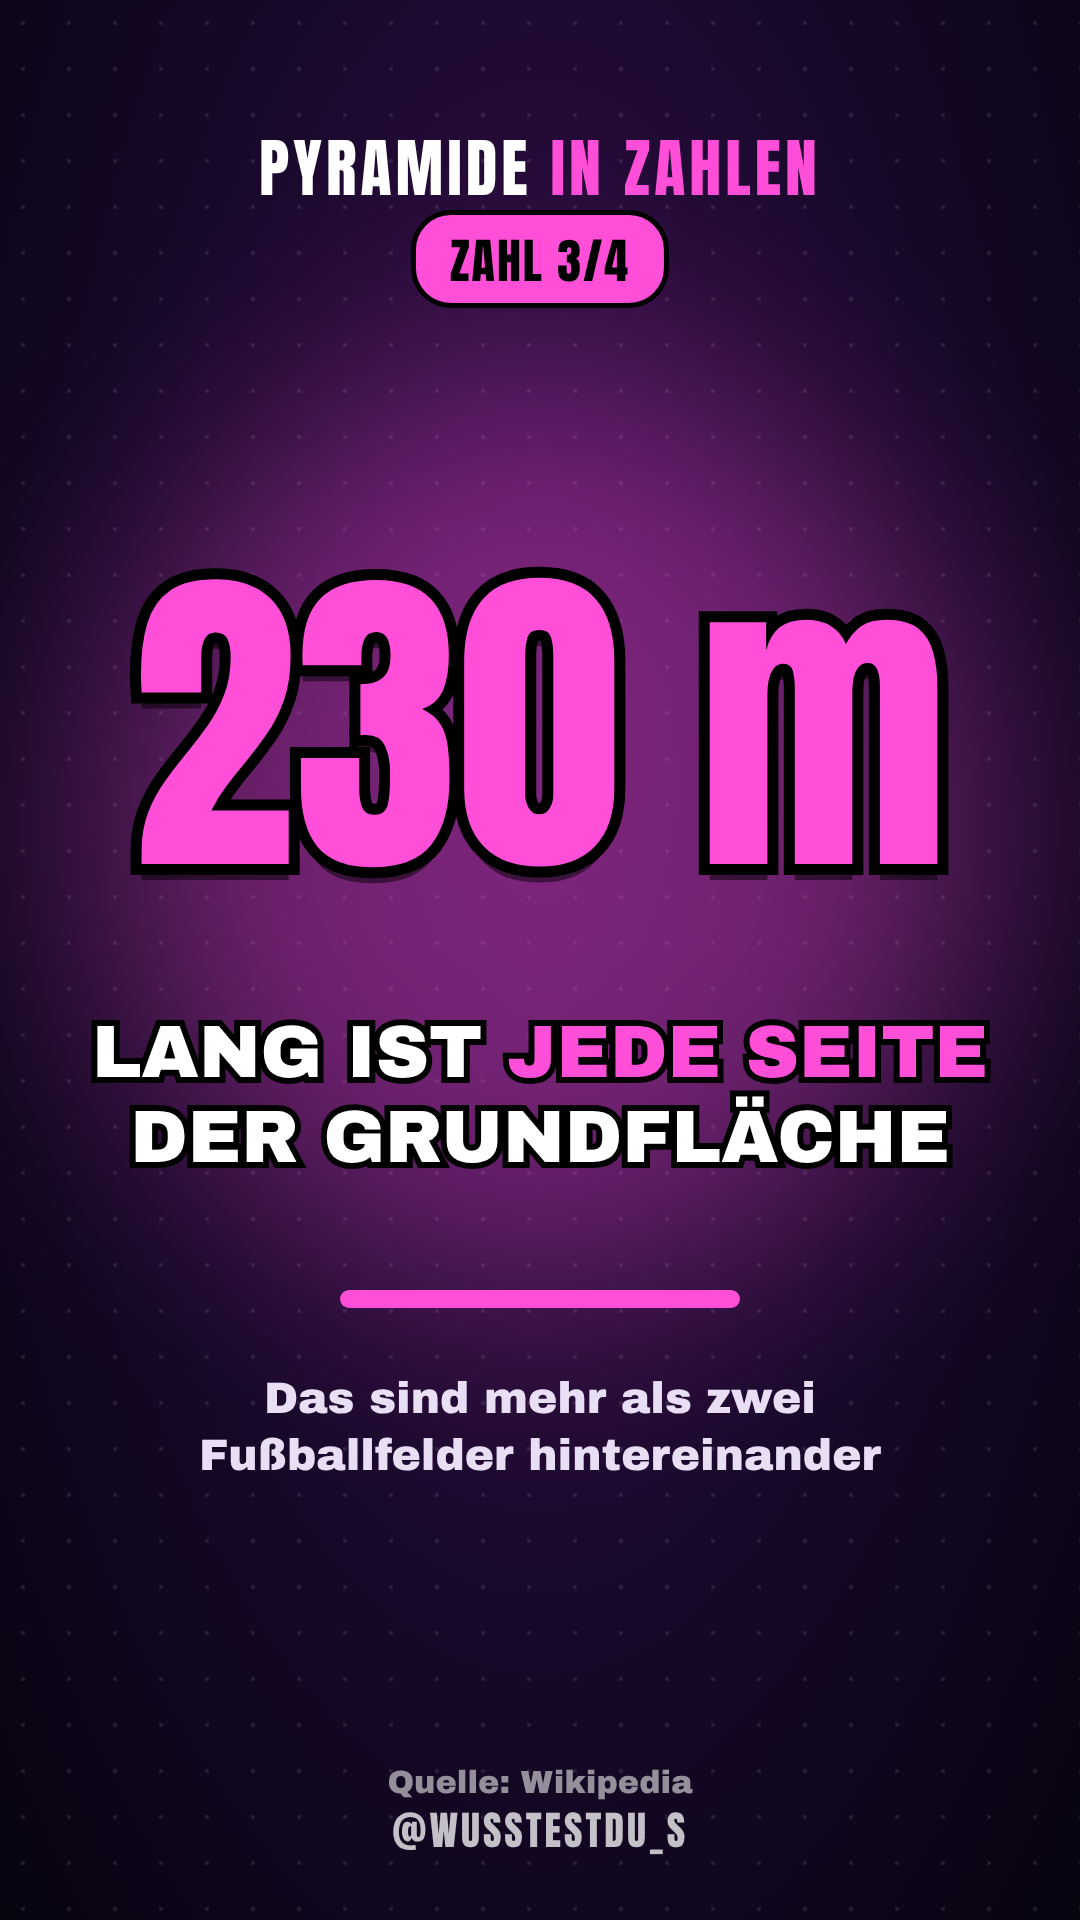 PYRAMIDE IN ZAHLEN
ZAHL 3/4
230 m
LANG IST JEDE SEITE
DER GRUNDFLÄCHE
Das sind mehr als zwei
Fußballfelder hintereinander
Quelle: Wikipedia
@WUSSTESTDU_S